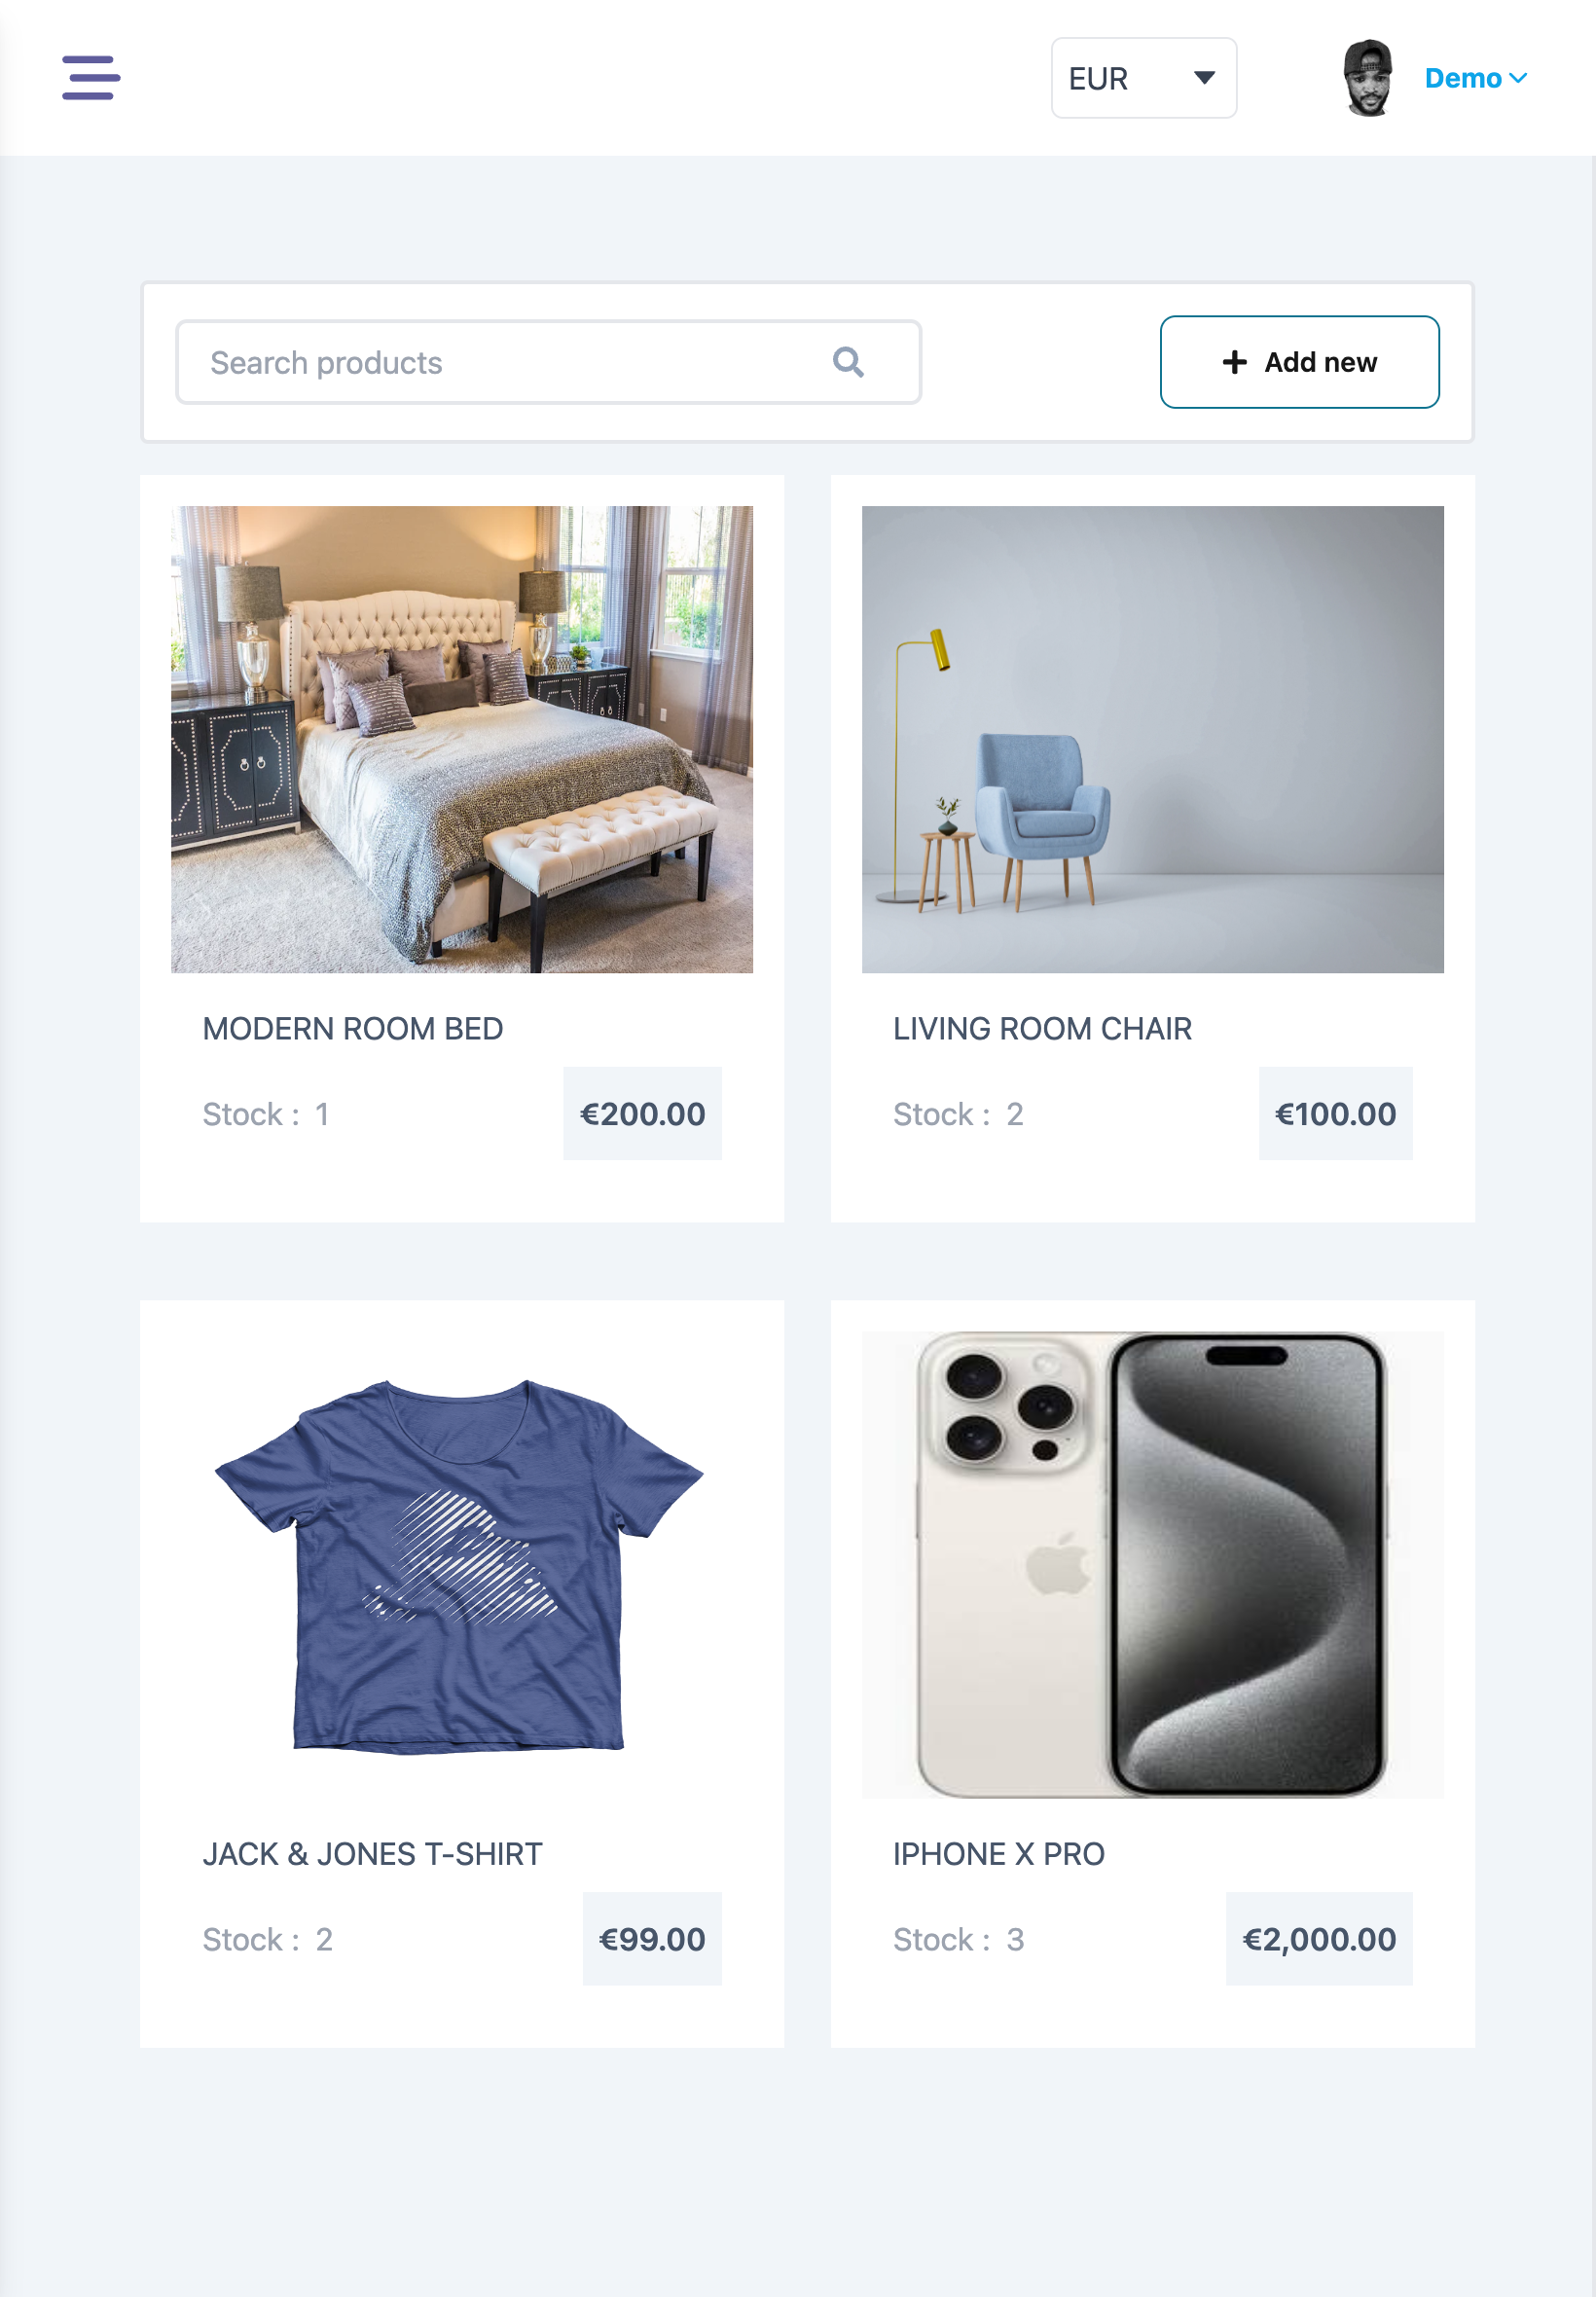 EUR
Demo
Search products
Add new
MODERN ROOM BED
Stock : 1
€200.00
LIVING ROOM CHAIR
Stock : 2
€100.00
JACK & JONES T-SHIRT
Stock : 2
€99.00
IPHONE X PRO
Stock : 3
€2,000.00